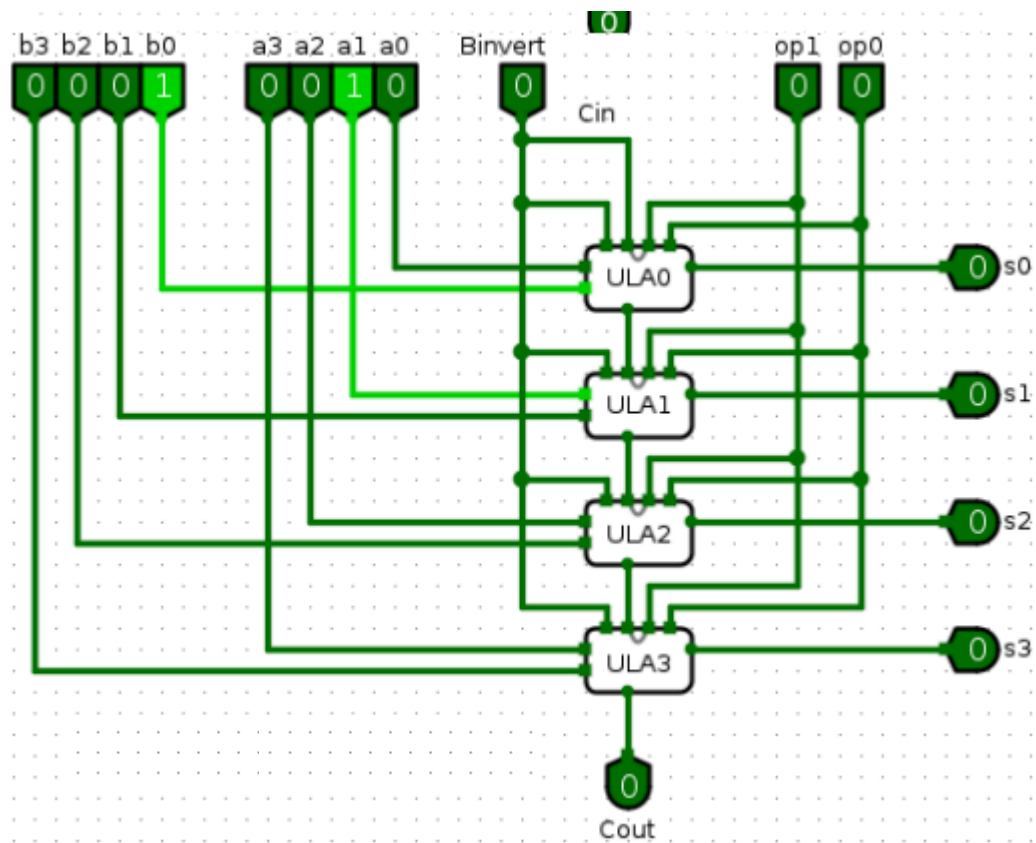 0
b3 b2 b1 b0 a3 a2 a1 a0 Binvert op1 op0
0 0 0 1 0 0 1 0 0 0 0
Cin
ULA0 0 s0
ULA1 0 s1
ULA2 0 s2
ULA3 0 s3
0
Cout